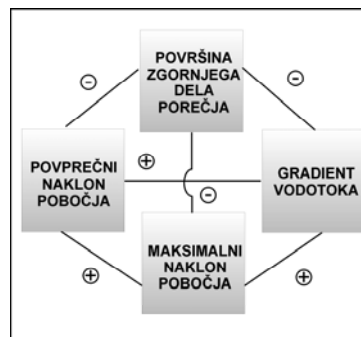 POVRŠINA
ZGORNJEGA
DELA
POREČJA
POVPREČNI
NAKLON
POBOČJA
GRADIENT
VODOTOKA
MAKSIMALNI
NAKLON
POBOČJA